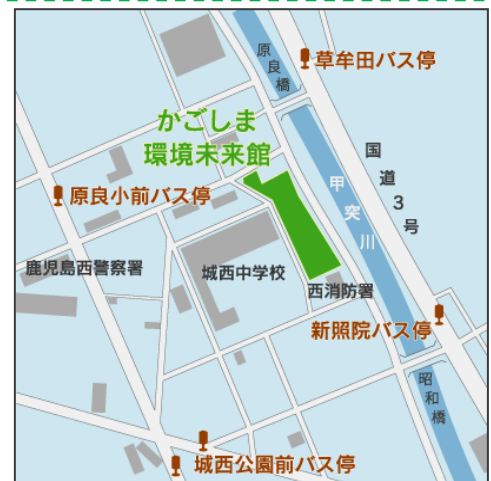 原良橋
草牟田バス停
かごしま
環境未来館
国道3号
原良小前バス停
甲突川
鹿児島西警察署
城西中学校
西消防署
新照院バス停
昭和橋
城西公園前バス停